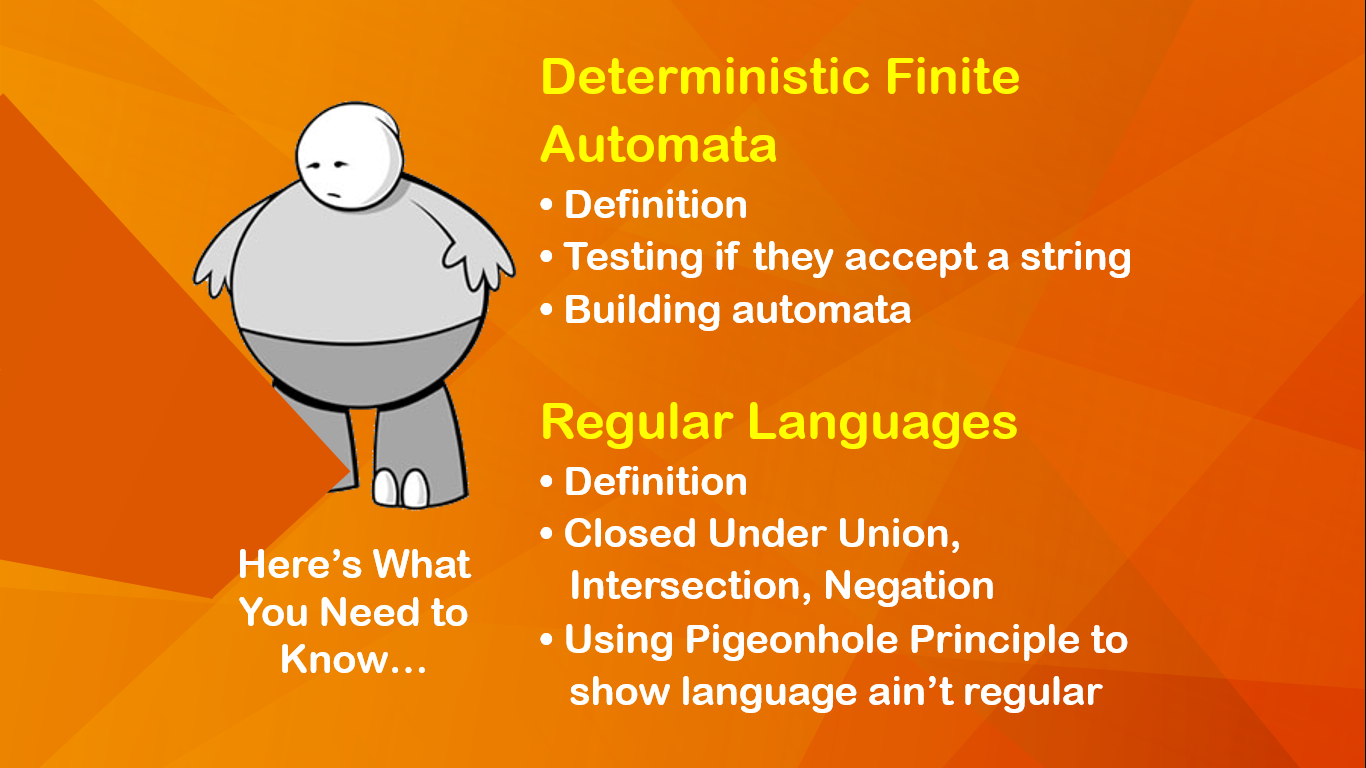 Deterministic Finite
Automata
• Definition
• Testing if they accept a string
• Building automata
Regular Languages
• Definition
• Closed Under Union,
Intersection, Negation
• Using Pigeonhole Principle to
show language ain’t regular
Here’s What
You Need to
Know…